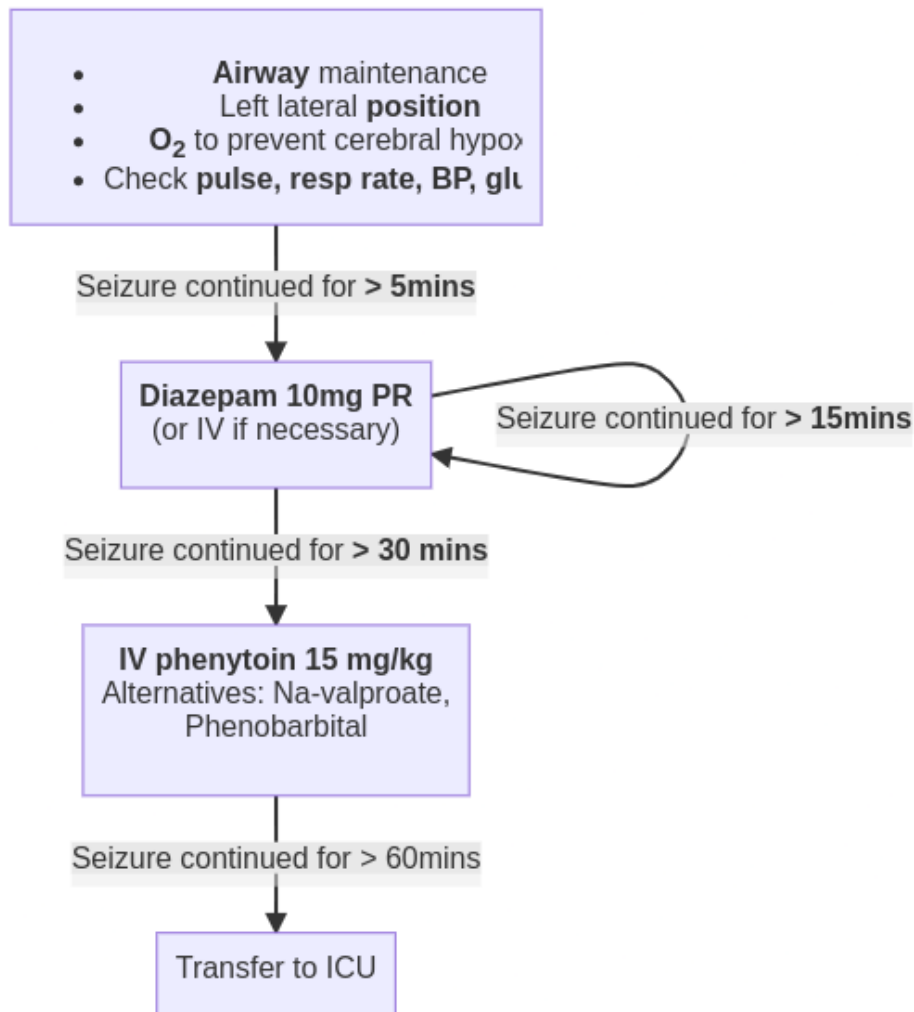 Airway maintenance
Left lateral position
O₂ to prevent cerebral
Check pulse, resp rate, BP,
Seizure continued for > 5mins
Diazepam 10mg PR
(or IV if necessary)
Seizure continued for > 15mins
Seizure continued for > 30 mins
IV phenytoin 15 mg/kg
Alternatives: Na-valproate,
Phenobarbital
Seizure continued for > 60mins
Transfer to ICU